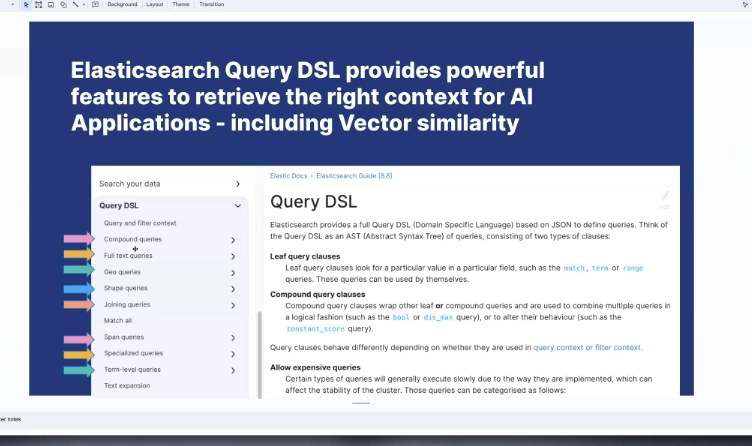 Background Layout Theme Transition
Elasticsearch Query DSL provides powerful
features to retrieve the right context for AI
Applications - including Vector similarity
Search your data
Query DSL
Query and filter context
Compound queries
Full text queries
Geo queries
Shape queries
Joining queries
Match all
Span queries
Specialized queries
Term-level queries
Text expansion
Elastic Docs › Elasticsearch Guide [8.8]
Query DSL
edit
Elasticsearch provides a full Query DSL (Domain Specific Language) based on JSON to define queries. Think of
the Query DSL as an AST (Abstract Syntax Tree) of queries, consisting of two types of clauses:
Leaf query clauses
Leaf query clauses look for a particular value in a particular field, such as the match, term or range
queries. These queries can be used by themselves.
Compound query clauses
Compound query clauses wrap other leaf or compound queries and are used to combine multiple queries in
a logical fashion (such as the bool or dis_max query), or to alter their behaviour (such as the
constant_score query).
Query clauses behave differently depending on whether they are used in query context or filter context.
Allow expensive queries
Certain types of queries will generally execute slowly due to the way they are implemented, which can
affect the stability of the cluster. Those queries can be categorised as follows:
ker notes